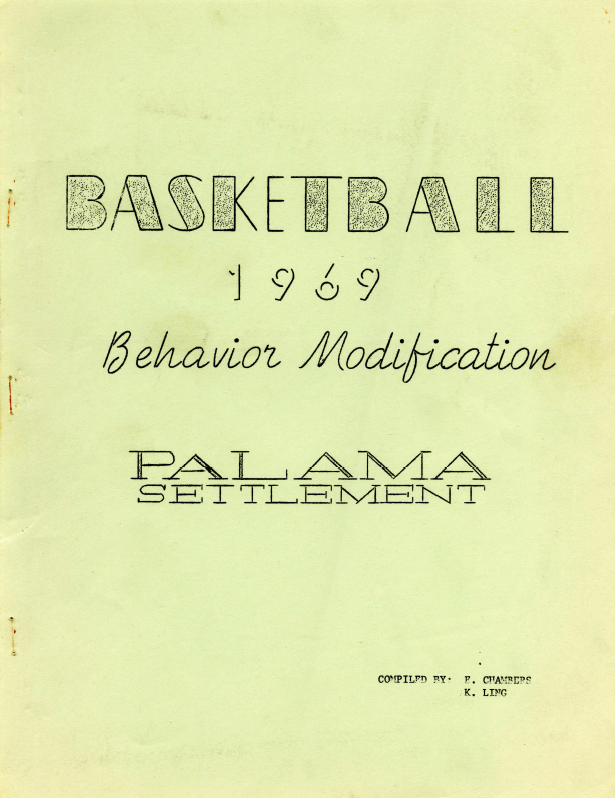 BASKETBALL
1969
Behavior Modification
PALAMA
SETTLEMENT
COMPILED BY: E. CHAMBERS
K. LING